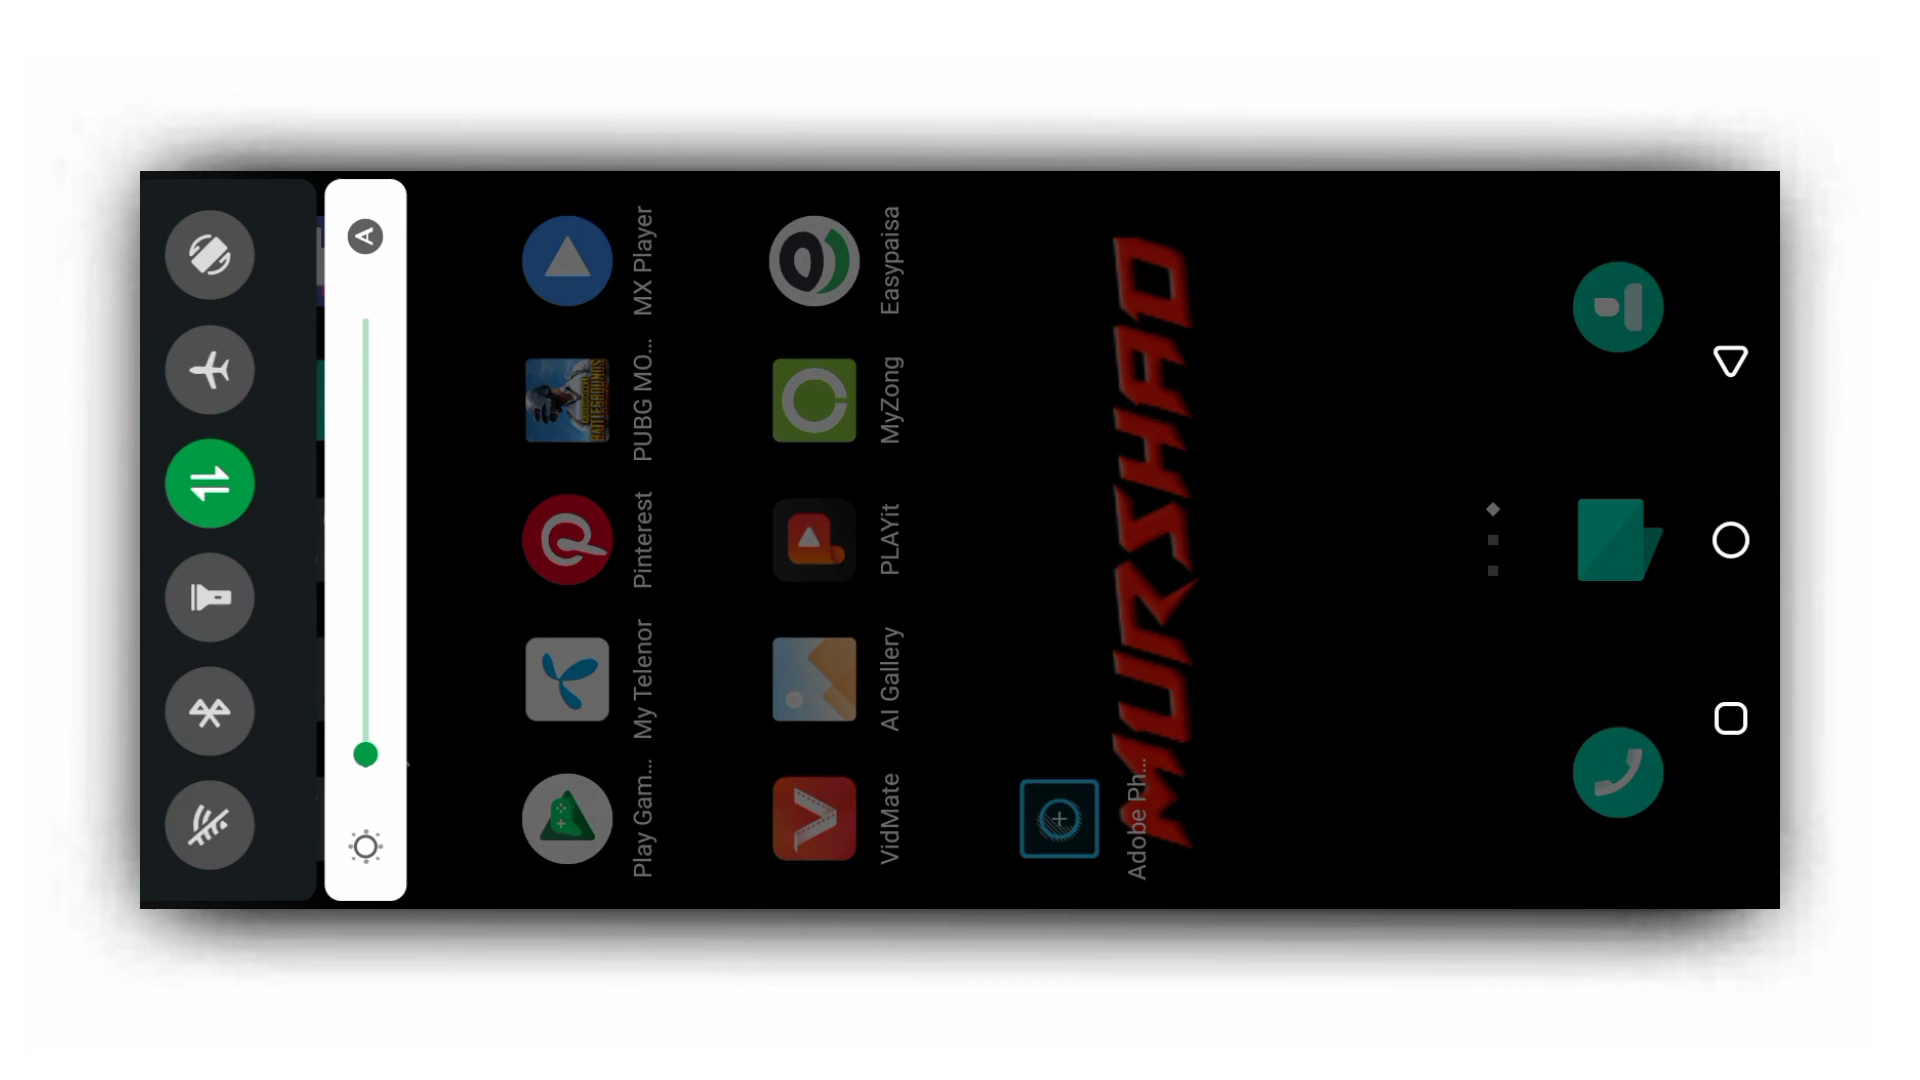 A
Play Gam...
My Telenor
Pinterest
PUBG MO...
MX Player
VidMate
AI Gallery
PLAYit
MyZong
Easypaisa
Adobe Ph...
MURSHAD